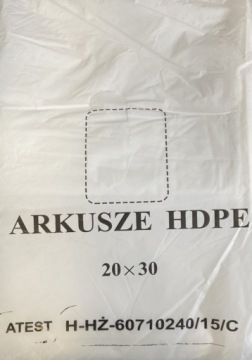 ARKUSZE HDPE
20×30
ATEST H-HŻ-60710240/15/C